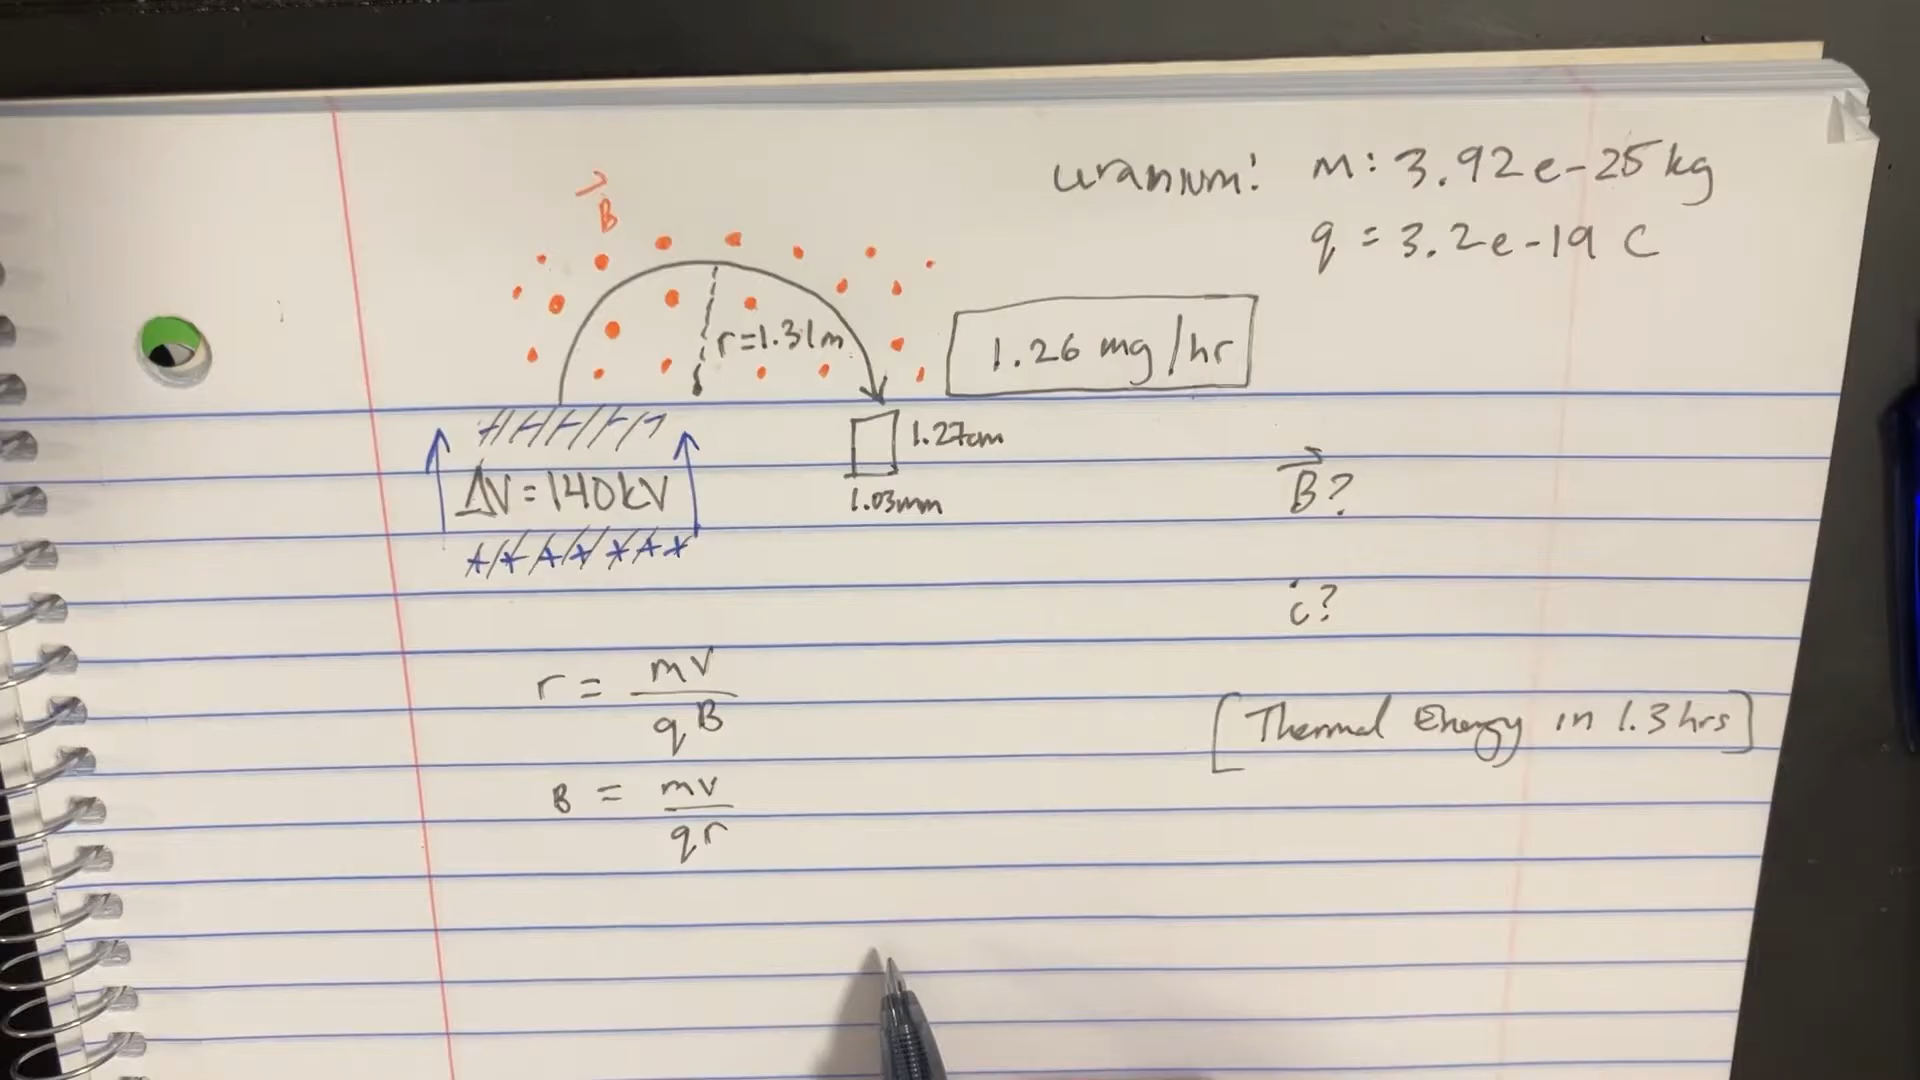 uranium: m: 3.92e-25 kg
q = 3.2e-19 C
B
r=1.31m
1.26 mg/hr
1.27cm
1.03mm
ΔV=140kV
B?
i?
r = mv
qB
[Thermal Energy in 1.3 hrs]
B = mv
qr